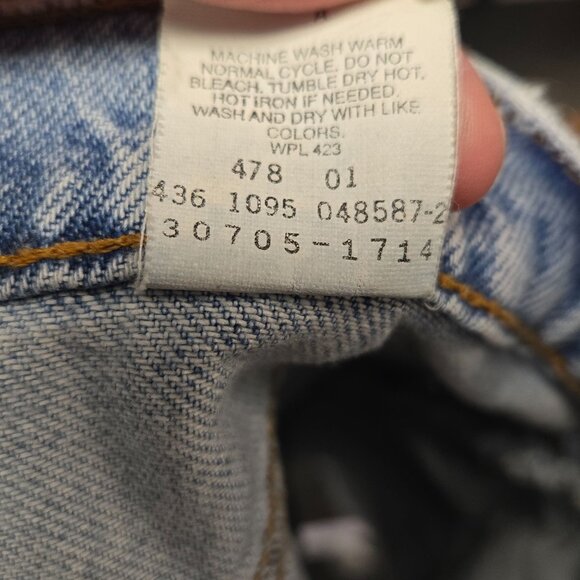 MACHINE WASH WARM
NORMAL CYCLE. DO NOT
BLEACH. TUMBLE DRY HOT.
HOT IRON IF NEEDED.
WASH AND DRY WITH LIKE
COLORS.
WPL 423
478 01
436 1095 048587-2
30705-1714